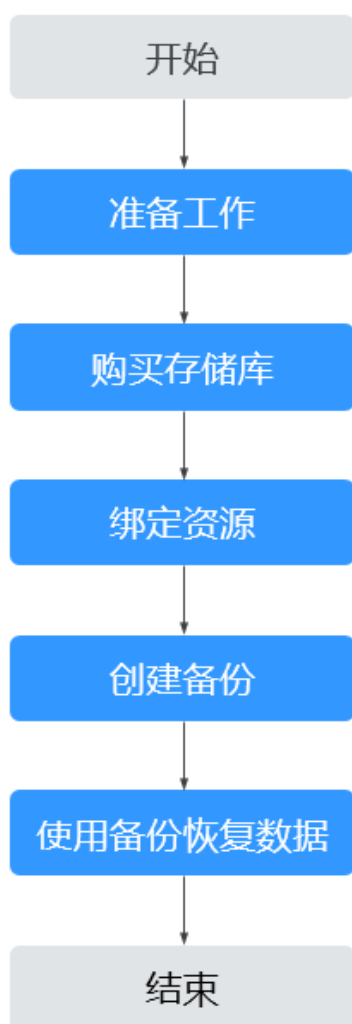 开始
准备工作
购买存储库
绑定资源
创建备份
使用备份恢复数据
结束